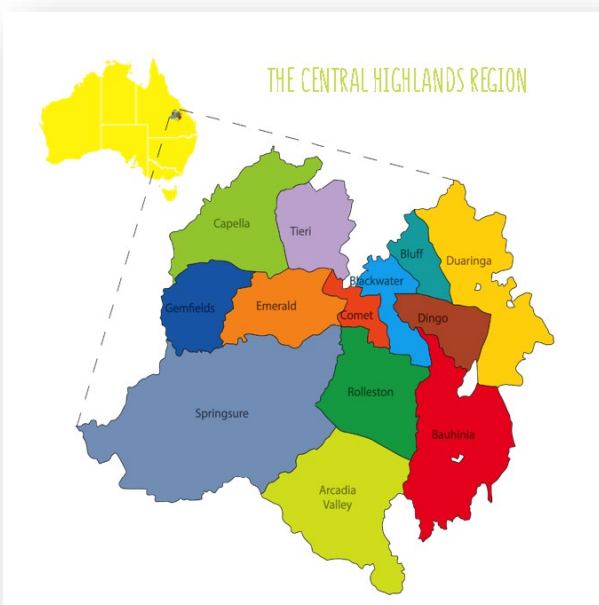 THE CENTRAL HIGHLANDS REGION
Capella
Tieri
Bluff
Duaringa
Blackwater
Gemfields
Emerald
Comet
Dingo
Springsure
Rolleston
Bauhinia
Arcadia
Valley